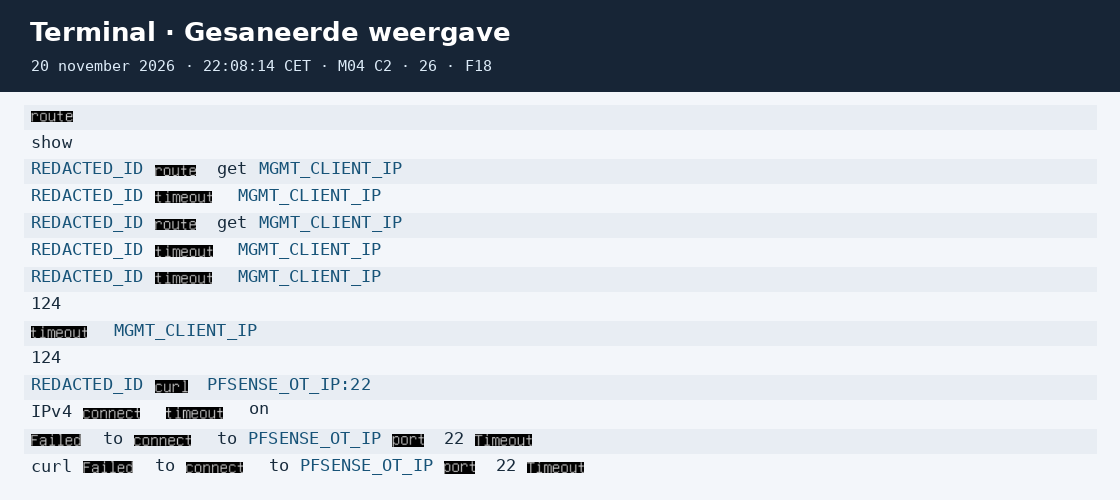 Terminal · Gesaneerde weergave
20 november 2026 · 22:08:14 CET · M04 C2 · 26 · F18
route
show
REDACTED_ID route get MGMT_CLIENT_IP
REDACTED_ID timeout MGMT_CLIENT_IP
REDACTED_ID route get MGMT_CLIENT_IP
REDACTED_ID timeout MGMT_CLIENT_IP
REDACTED_ID timeout MGMT_CLIENT_IP
124
timeout MGMT_CLIENT_IP
124
REDACTED_ID curl PFSENSE_OT_IP:22
IPv4 connect timeout on
Failed to connect to PFSENSE_OT_IP port 22 Timeout
curl Failed to connect to PFSENSE_OT_IP port 22 Timeout